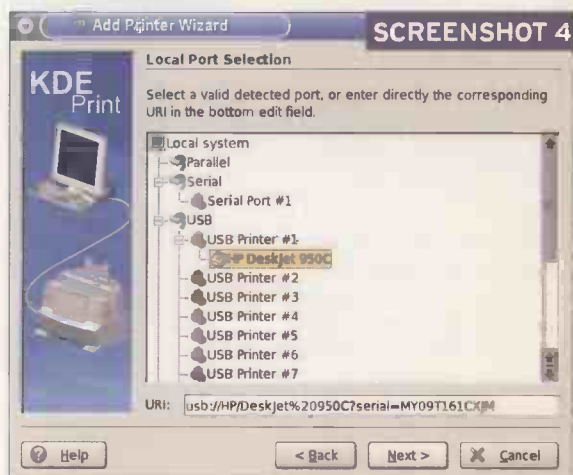 Add Printer Wizard
SCREENSHOT 4
KDE
Print
Local Port Selection
Select a valid detected port, or enter directly the corresponding
URI in the bottom edit field.
Local system
Parallel
Serial
Serial Port #1
USB
USB Printer #1
HP DeskJet 950C
USB Printer #2
USB Printer #3
USB Printer #4
USB Printer #5
USB Printer #6
USB Printer #7
URI: usb://HP/DeskJet%20950C?serial=MY09T161CXJM
Help
< Back
Next >
Cancel